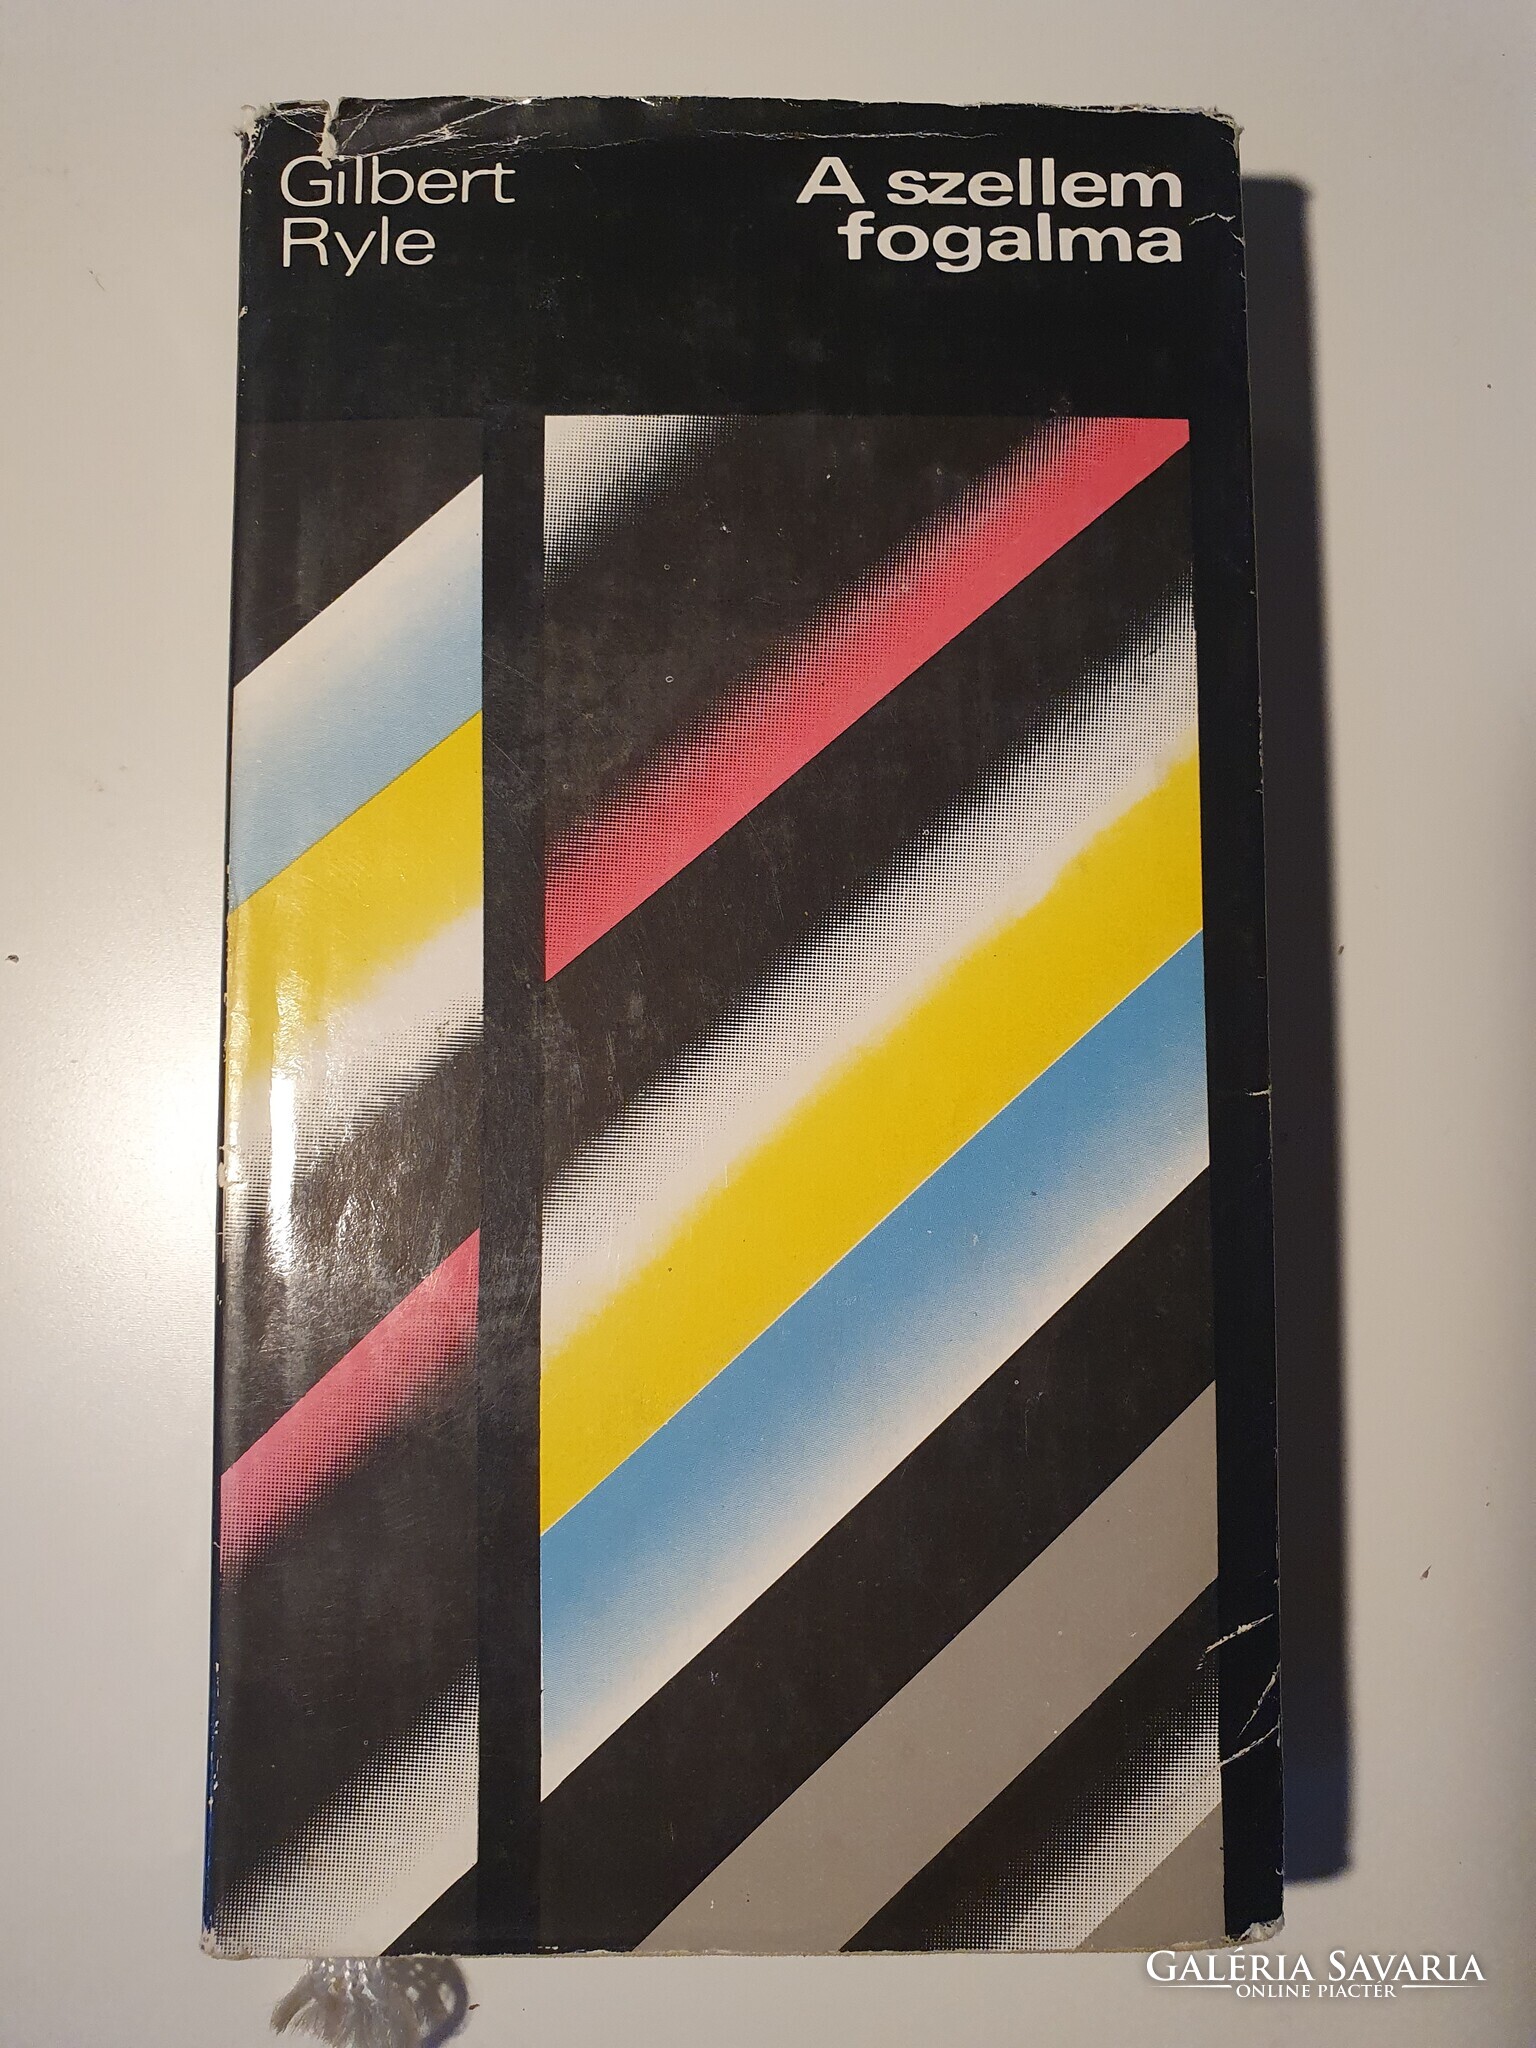 Gilbert
Ryle
A szellem
fogalma
GALÉRIA SAVARIA
ONLINE PIACTÉR